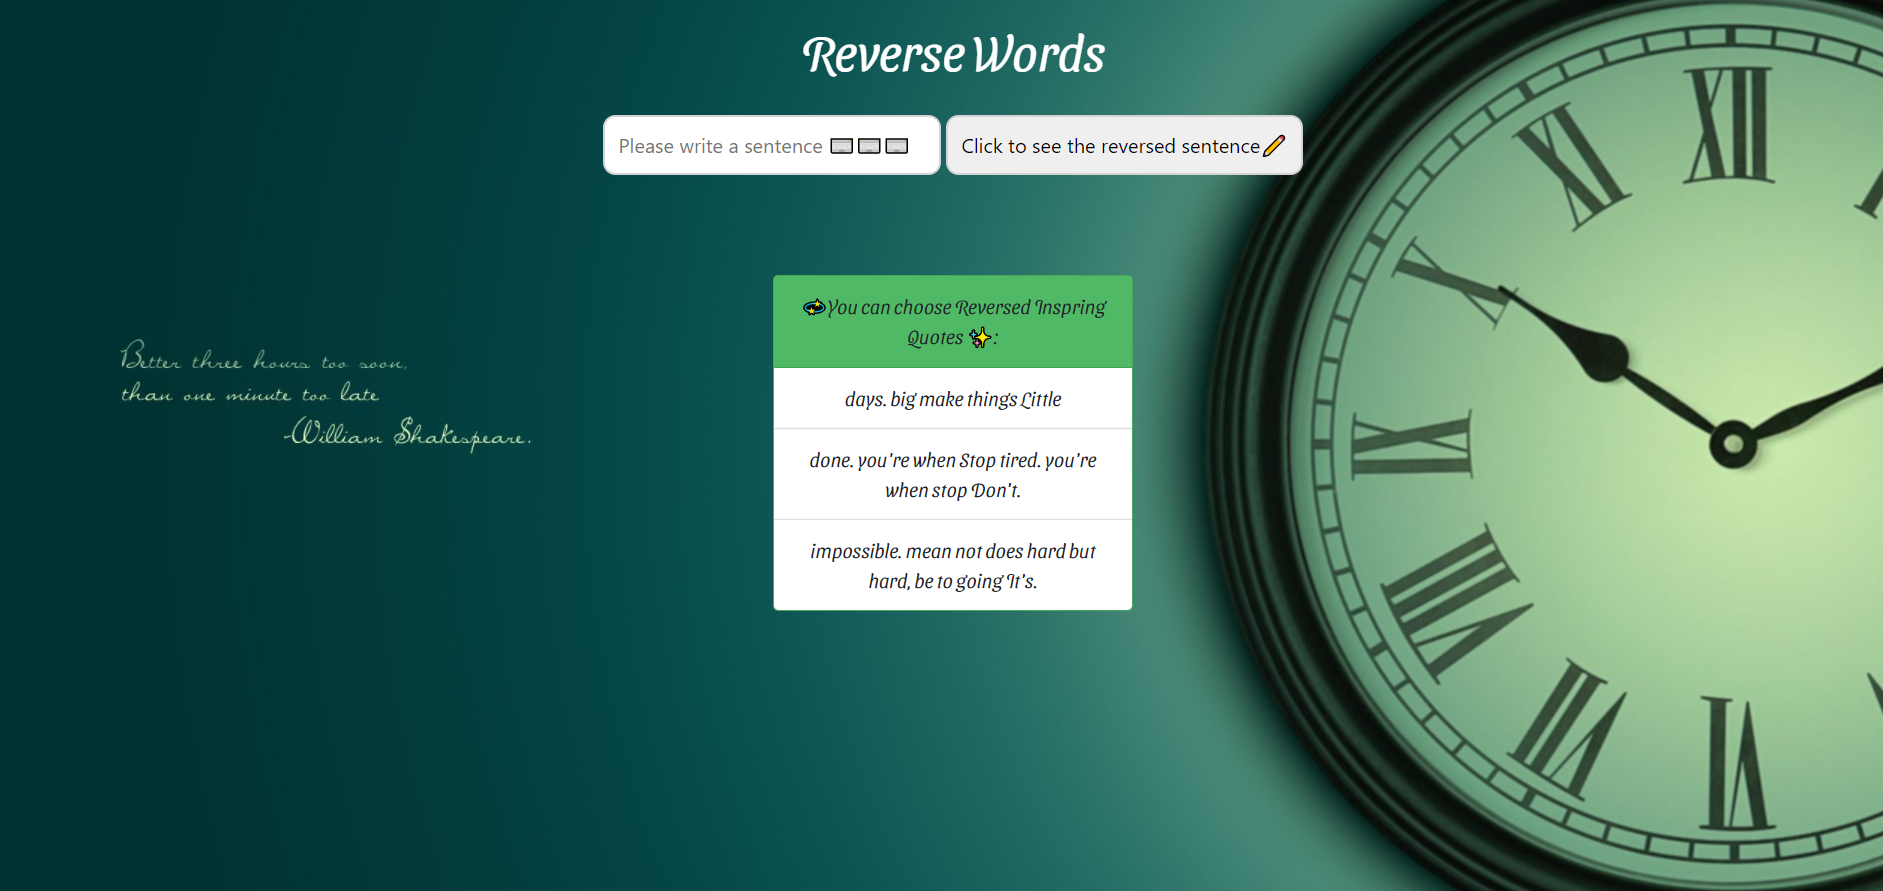 Reverse Words
Please write a sentence ⌨️⌨️⌨️
Click to see the reversed sentence✏️
Better three hours too soon,
than one minute too late
-William Shakespeare.
💫You can choose Reversed Inspring
Quotes ✨:
days. big make things Little
done. you're when Stop tired. you're
when stop Don't.
impossible. mean not does hard but
hard, be to going It's.
XII
XI
X
IX
VIII
VII
VI